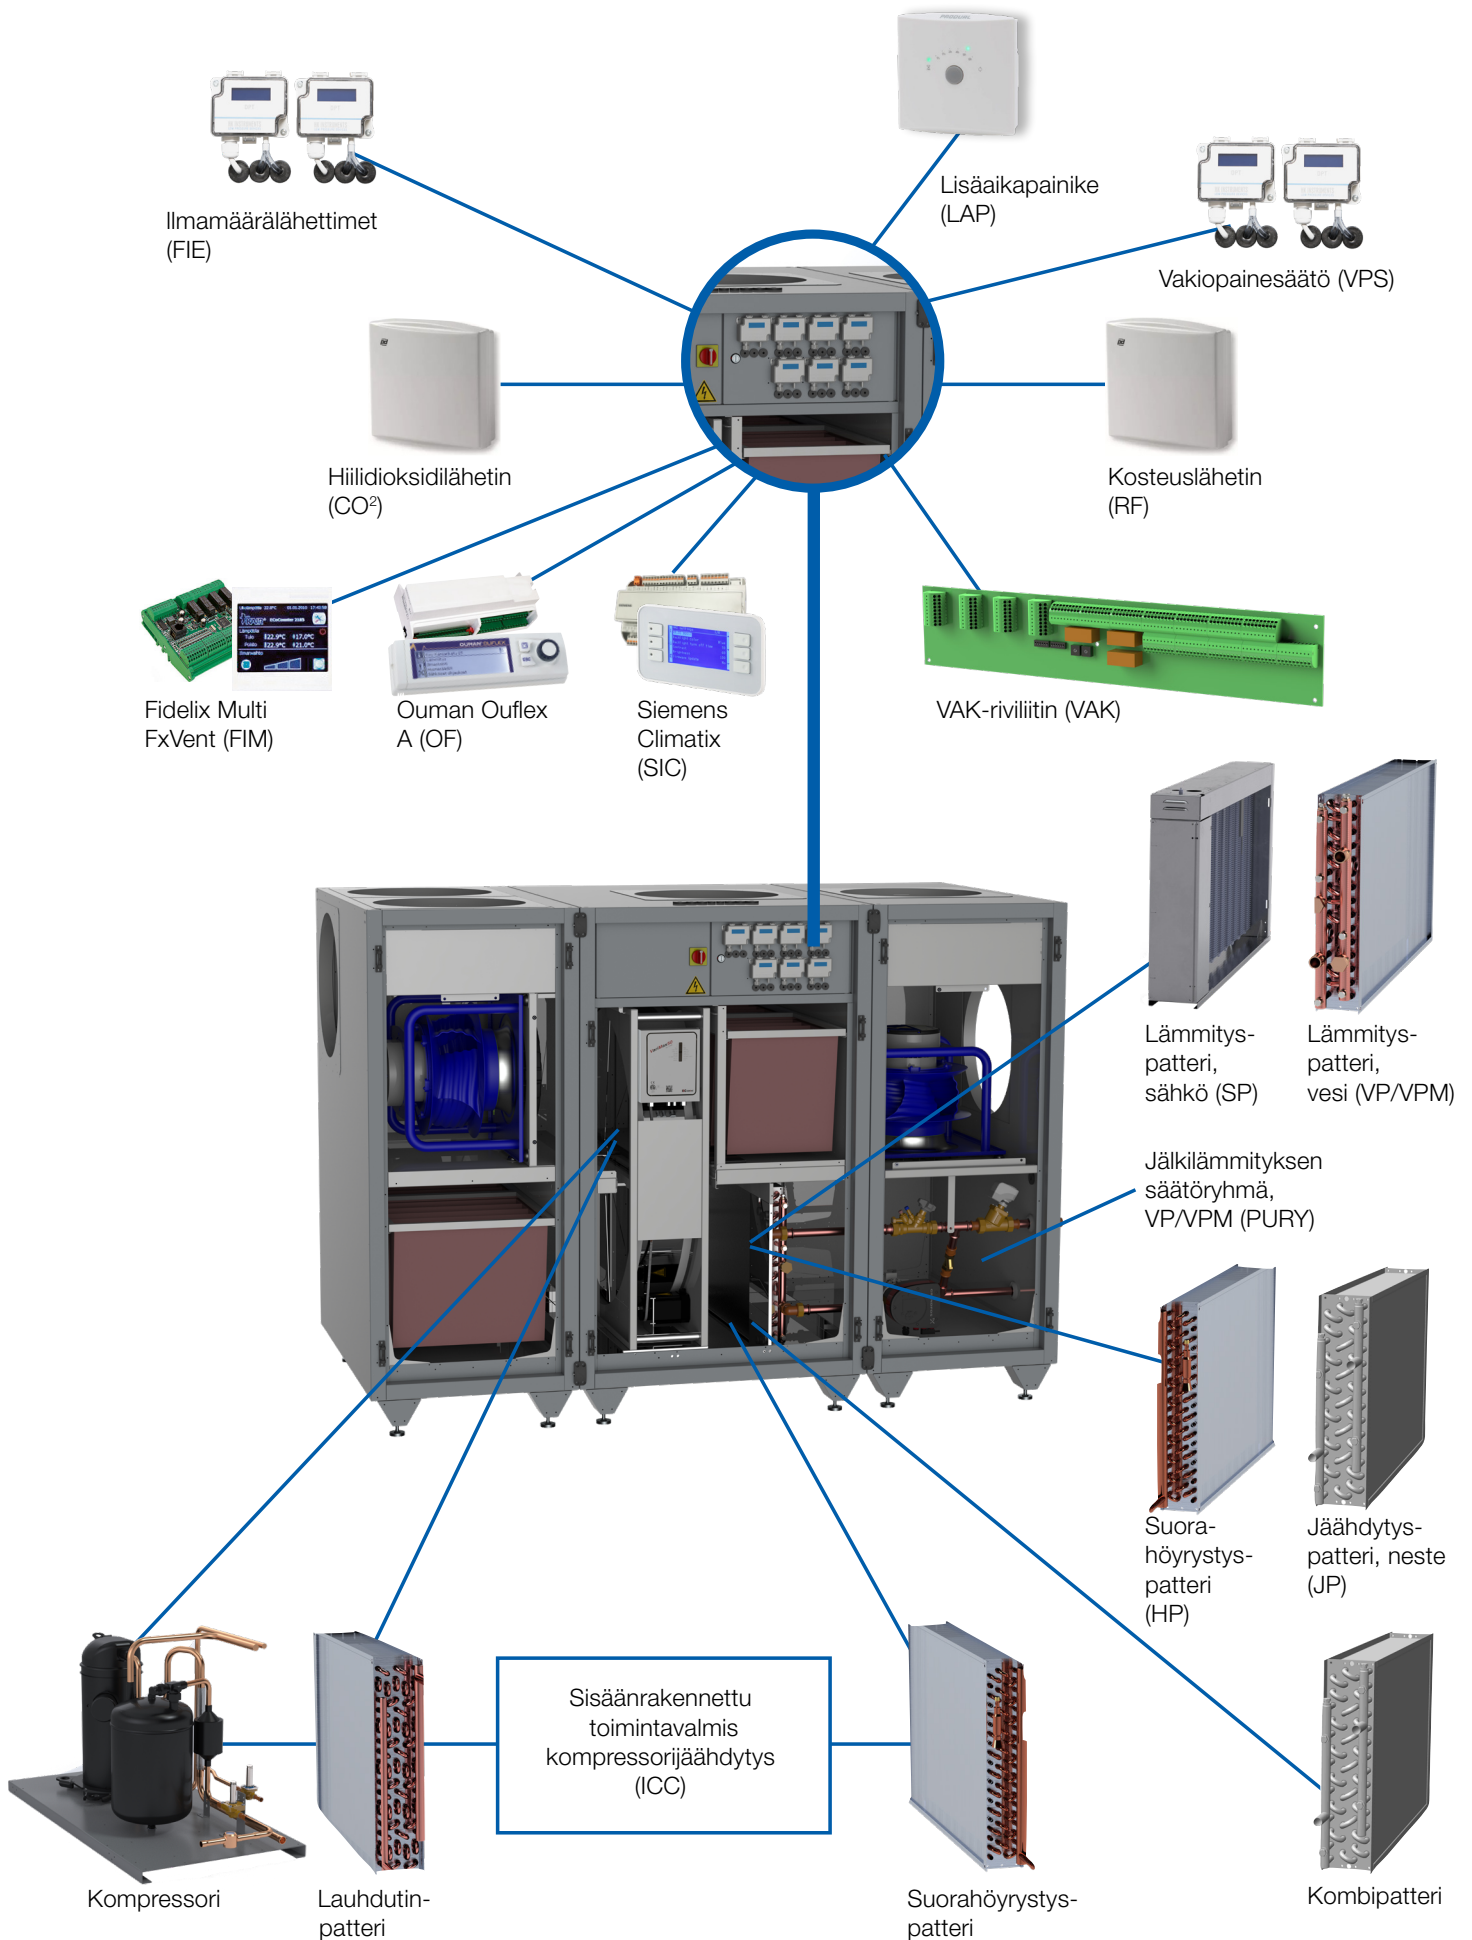 Ilmamäärälähettimet
(FIE)
Lisäaikapainike
(LAP)
Vakiopainesäätö (VPS)
Hiilidioksidilähetin
(CO²)
Kosteuslähetin
(RF)
Fidelix Multi
FxVent (FIM)
OUMAN OUFLEX
Ouman Ouflex
A (OF)
Siemens
Climatix
(SIC)
VAK-riviliitin (VAK)
Lämmitys-
patteri,
sähkö (SP)
Lämmitys-
patteri,
vesi (VP/VPM)
Jälkilämmityksen
säätöryhmä,
VP/VPM (PURY)
Suora-
höyrystys-
patteri
(HP)
Jäähdytys-
patteri, neste
(JP)
Sisäänrakennettu
toimintavalmis
kompressorijäähdytys
(ICC)
Kompressori
Lauhdutin-
patteri
Suorahöyrystys-
patteri
Kombipatteri